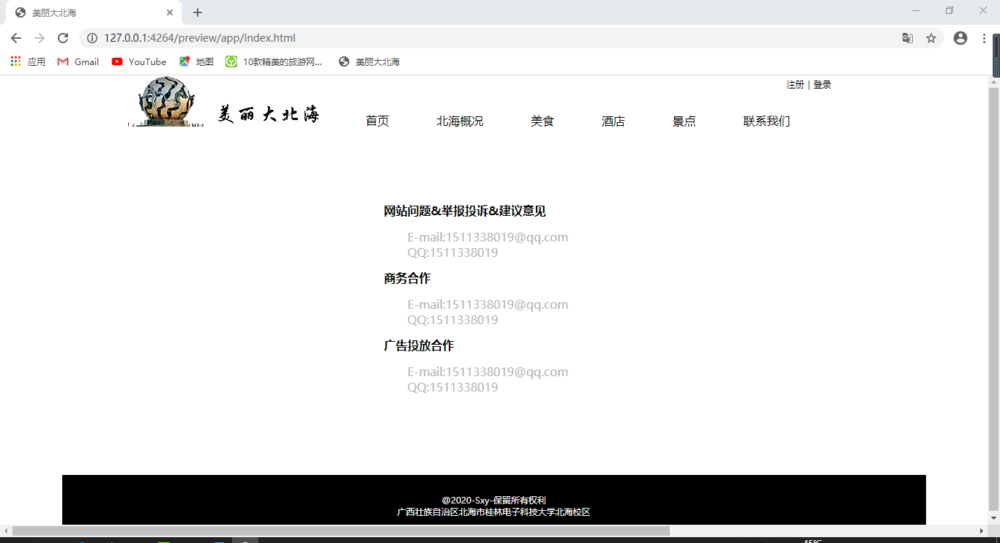 美丽大北海
127.0.0.1:4264/preview/app/index.html
应用 Gmail YouTube 地图 10款精美的旅游网... 美丽大北海
注册 | 登录
美丽大北海
首页 北海概况 美食 酒店 景点 联系我们
网站问题&举报投诉&建议意见
E-mail:1511338019@qq.com
QQ:1511338019
商务合作
E-mail:1511338019@qq.com
QQ:1511338019
广告投放合作
E-mail:1511338019@qq.com
QQ:1511338019
@2020-Sxy-保留所有权利
广西壮族自治区北海市桂林电子科技大学北海校区